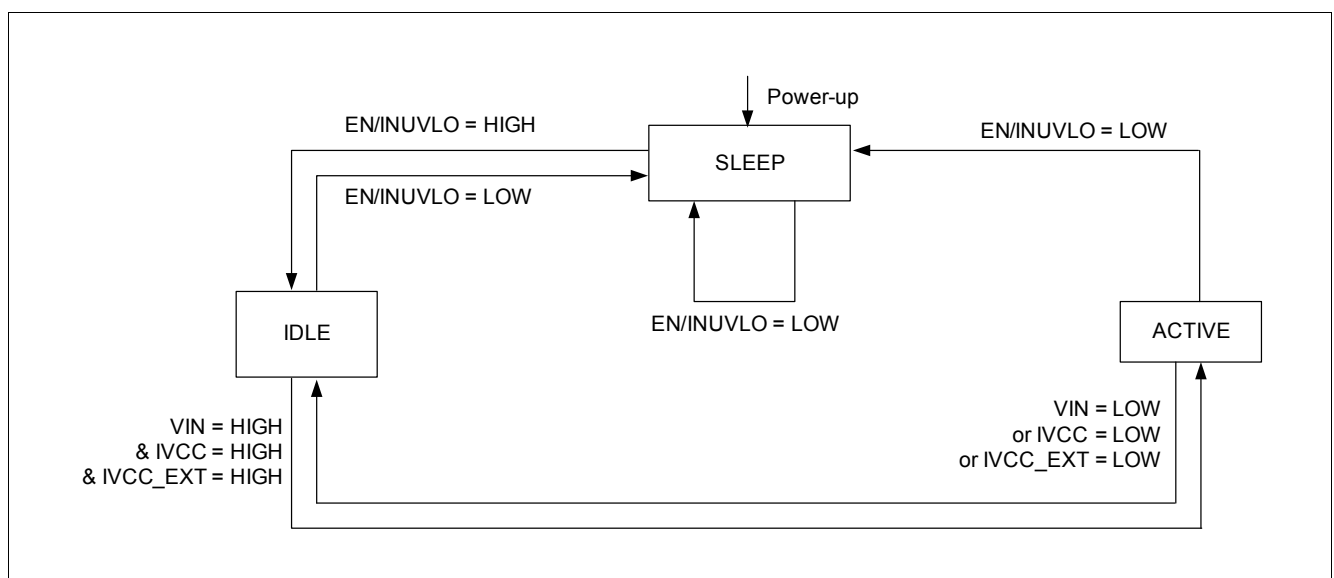 Power-up
EN/INUVLO = HIGH
EN/INUVLO = LOW
SLEEP
EN/INUVLO = LOW
EN/INUVLO = LOW
IDLE
ACTIVE
VIN = HIGH
& IVCC = HIGH
& IVCC_EXT = HIGH
VIN = LOW
or IVCC = LOW
or IVCC_EXT = LOW